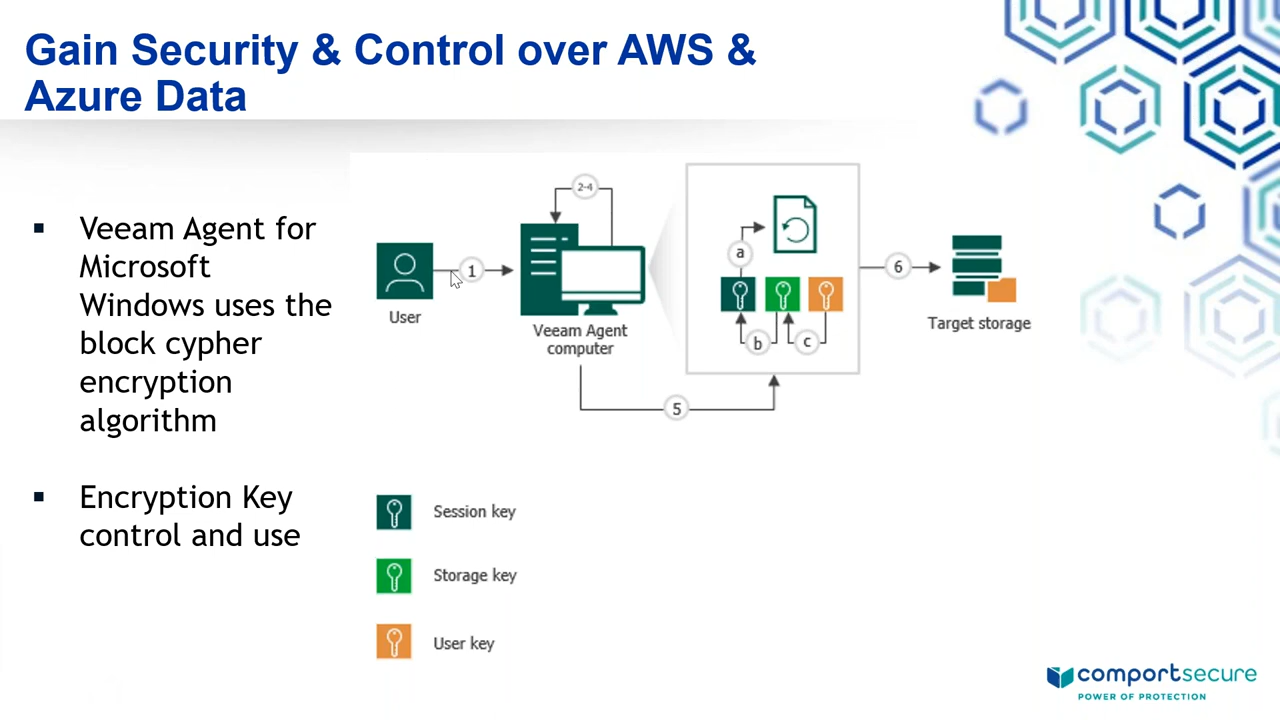 Gain Security & Control over AWS &
Azure Data
▪ Veeam Agent for
Microsoft
Windows uses the
block cypher
encryption
algorithm
▪ Encryption Key
control and use
2-4
1
User
Veeam Agent
computer
a
b
c
5
6
Target storage
Session key
Storage key
User key
comportsecure
POWER OF PROTECTION